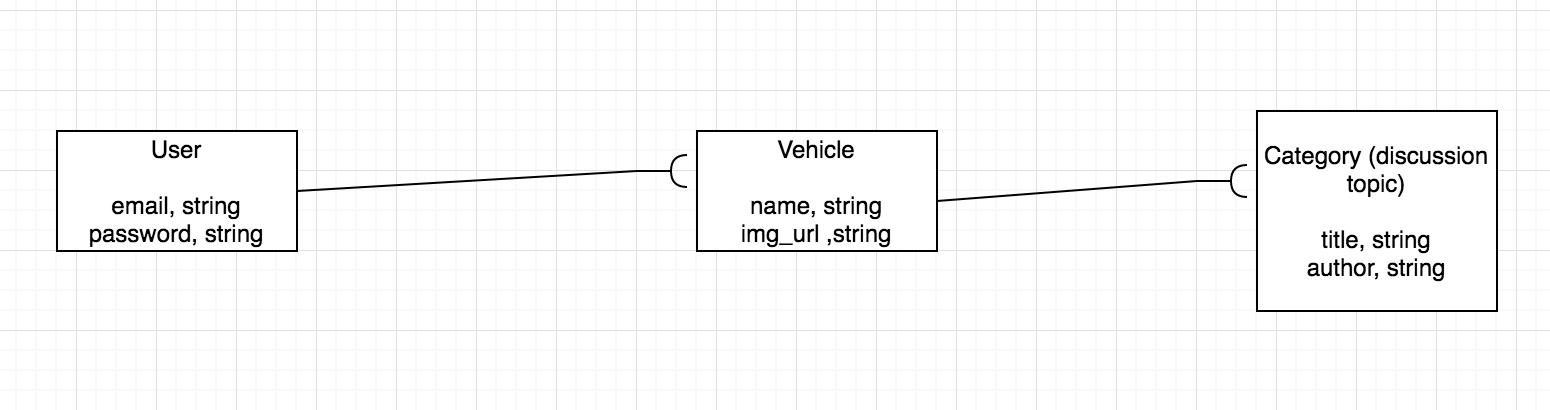 User
email, string
password, string
Vehicle
name, string
img_url ,string
Category (discussion
topic)
title, string
author, string